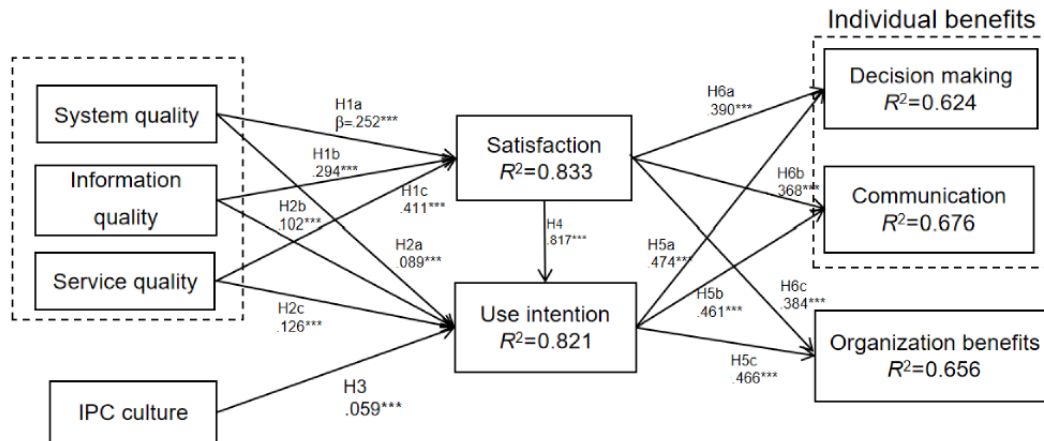 Individual benefits
System quality
Information
quality
Service quality
IPC culture
H1a
β=.252***
H1b
.294***
H1c
.411***
H2b
.102***
H2a
.089***
H2c
.126***
H3
.059***
Satisfaction
R²=0.833
H4
.817***
Use intention
R²=0.821
H6a
.390***
H6b
.368***
H5a
.474***
H5b
.461***
H6c
.384***
H5c
.466***
Decision making
R²=0.624
Communication
R²=0.676
Organization benefits
R²=0.656